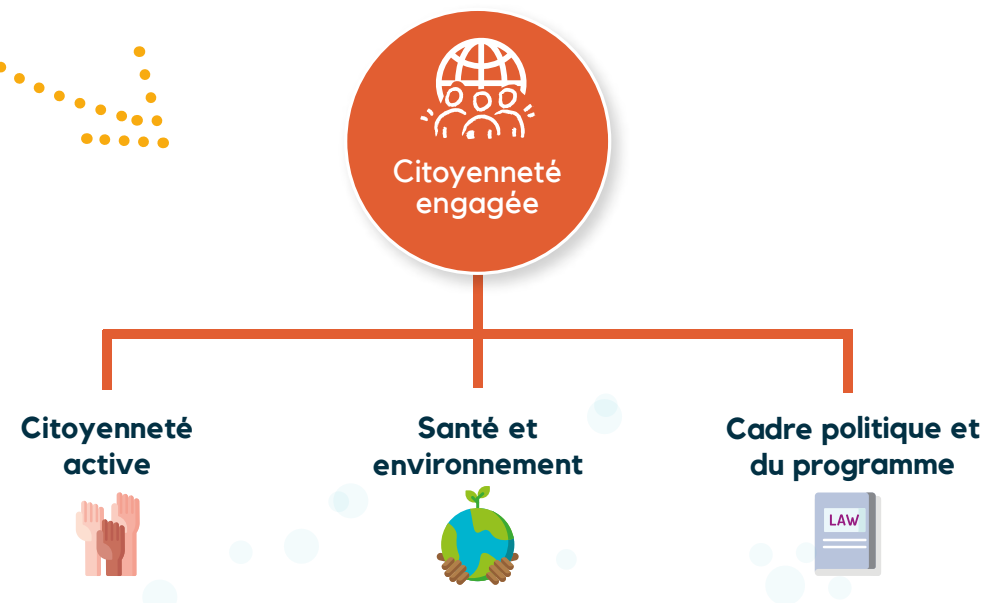 Citoyenneté
engagée
Citoyenneté
active
Santé et
environnement
Cadre politique et
du programme
LAW